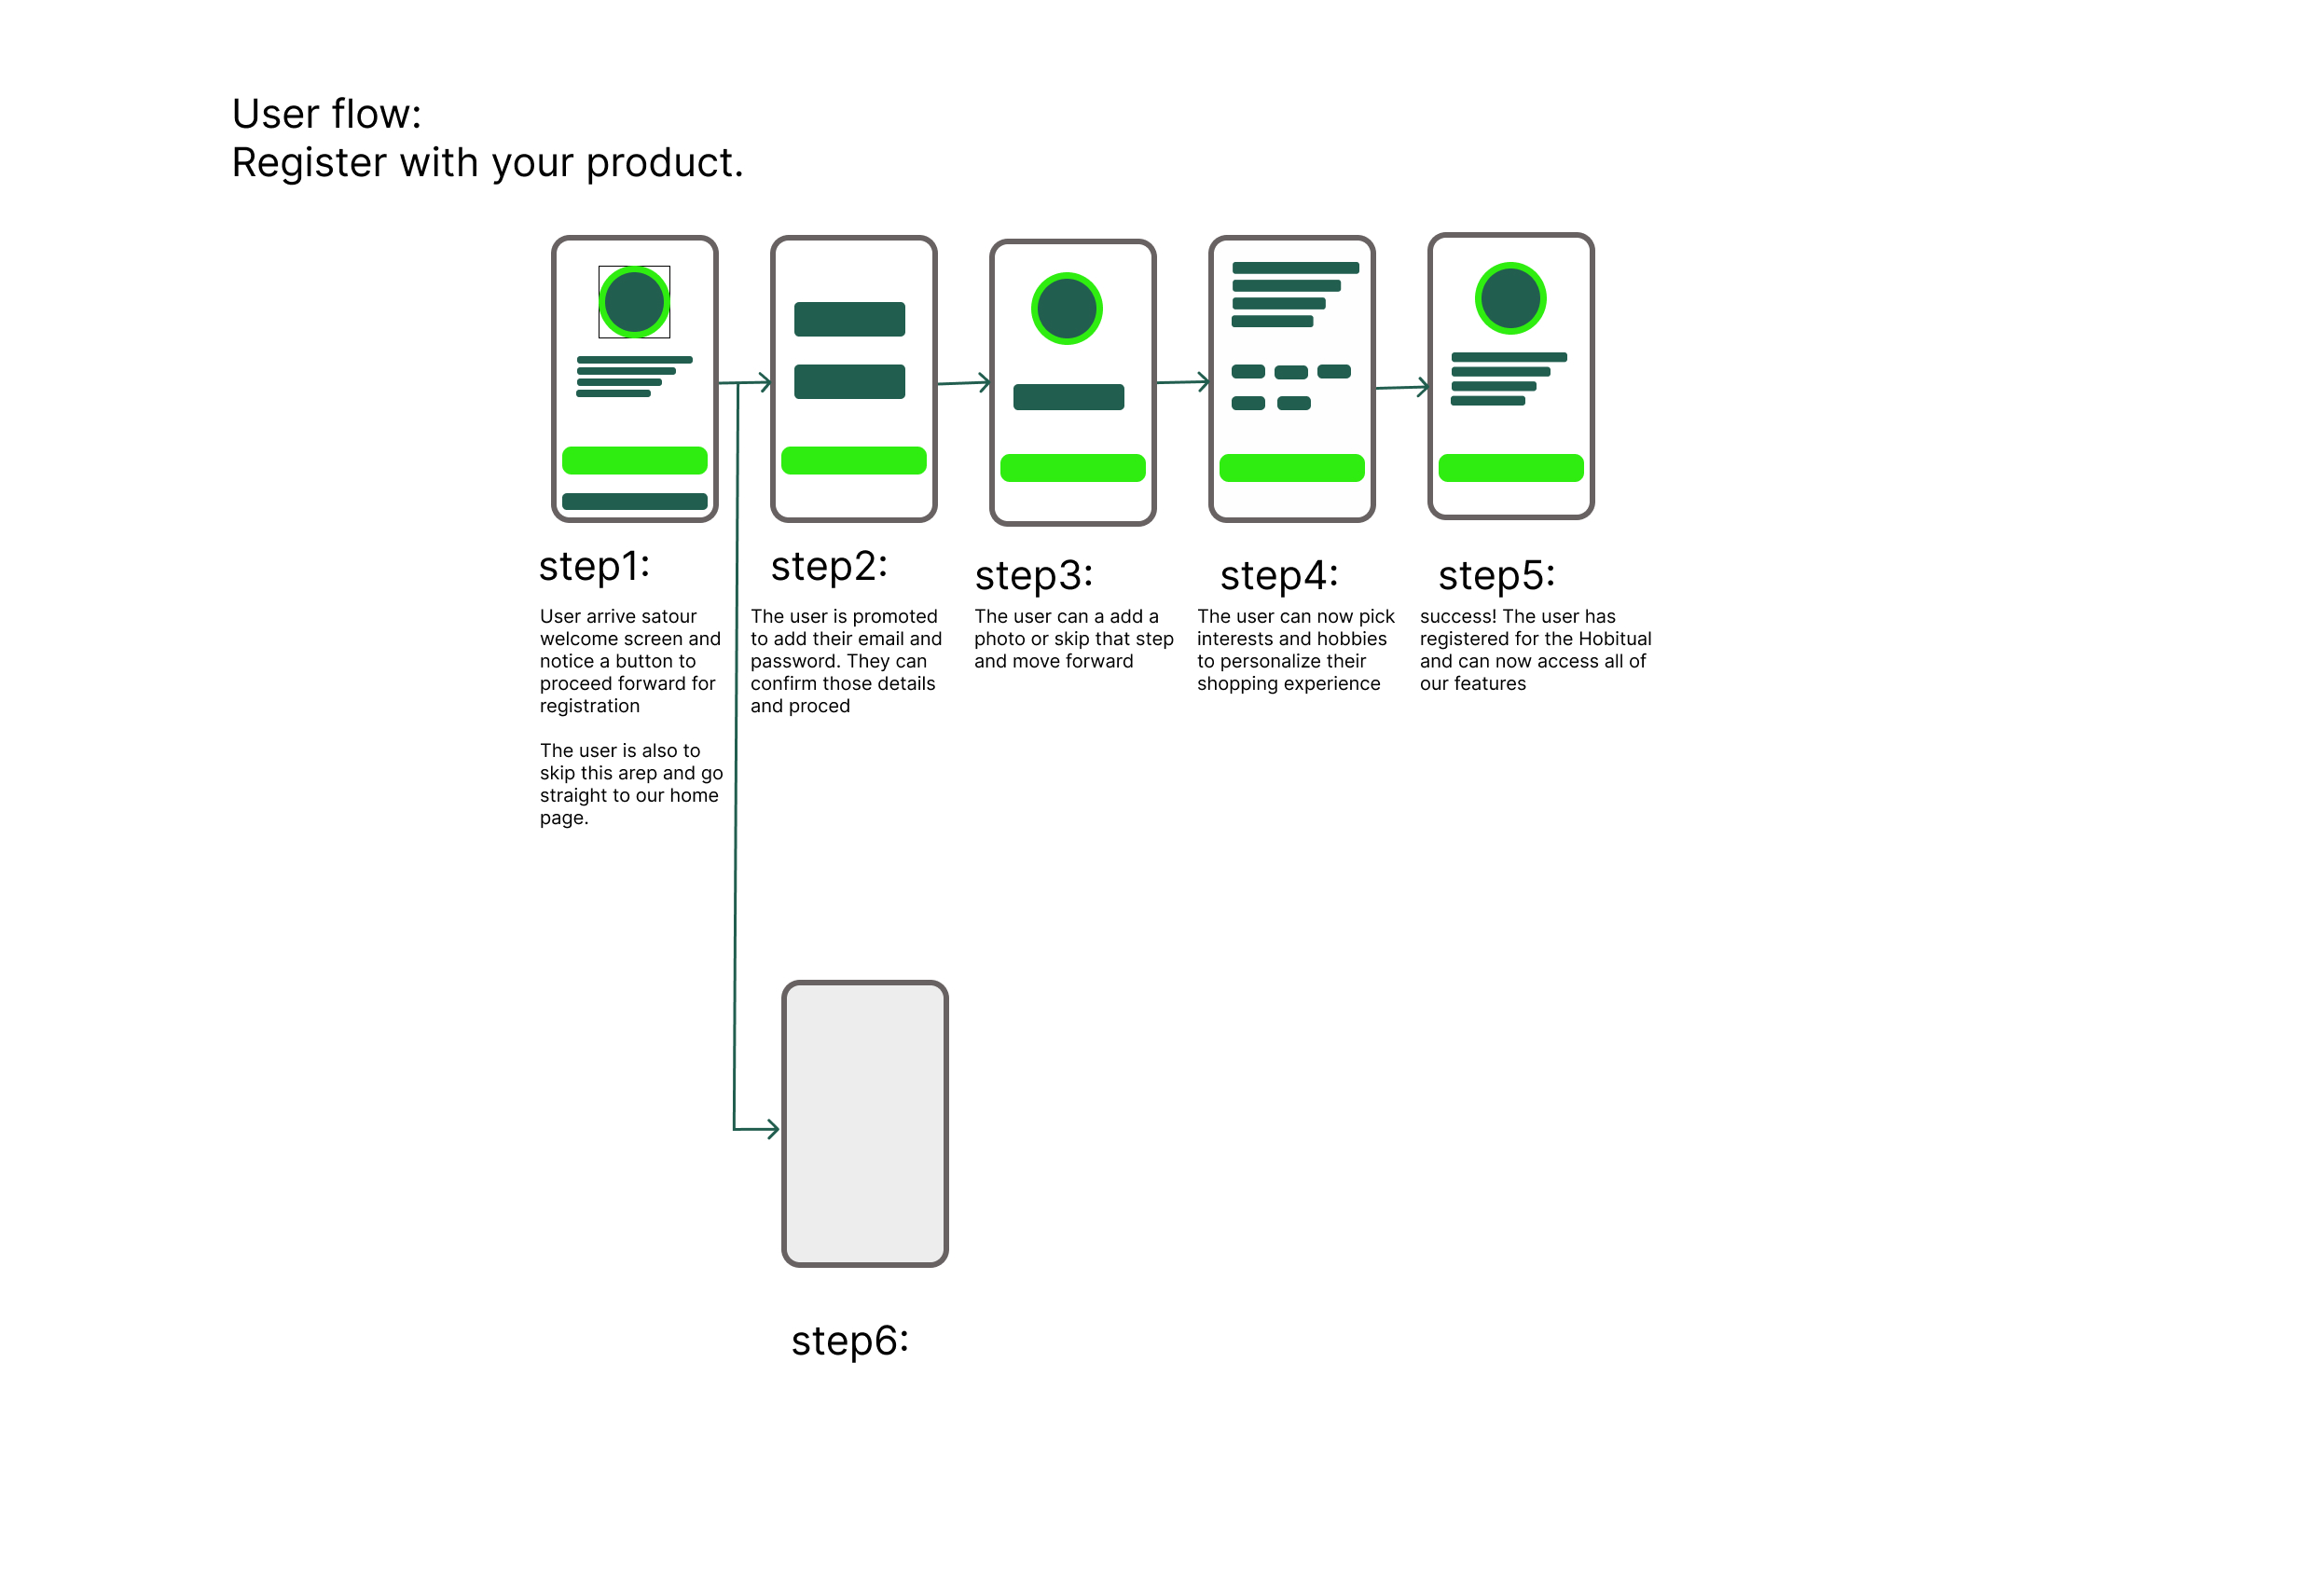 User flow:
Register with your product.
step1:
User arrive satour
welcome screen and
notice a button to
proceed forward for
registration
The user is also to
skip this arep and go
straight to our home
page.
step2:
The user is promoted
to add their email and
password. They can
confirm those details
and proced
step3:
The user can a add a
photo or skip that step
and move forward
step4:
The user can now pick
interests and hobbies
to personalize their
shopping experience
step5:
success! The user has
registered for the Hobitual
and can now access all of
our features
step6: